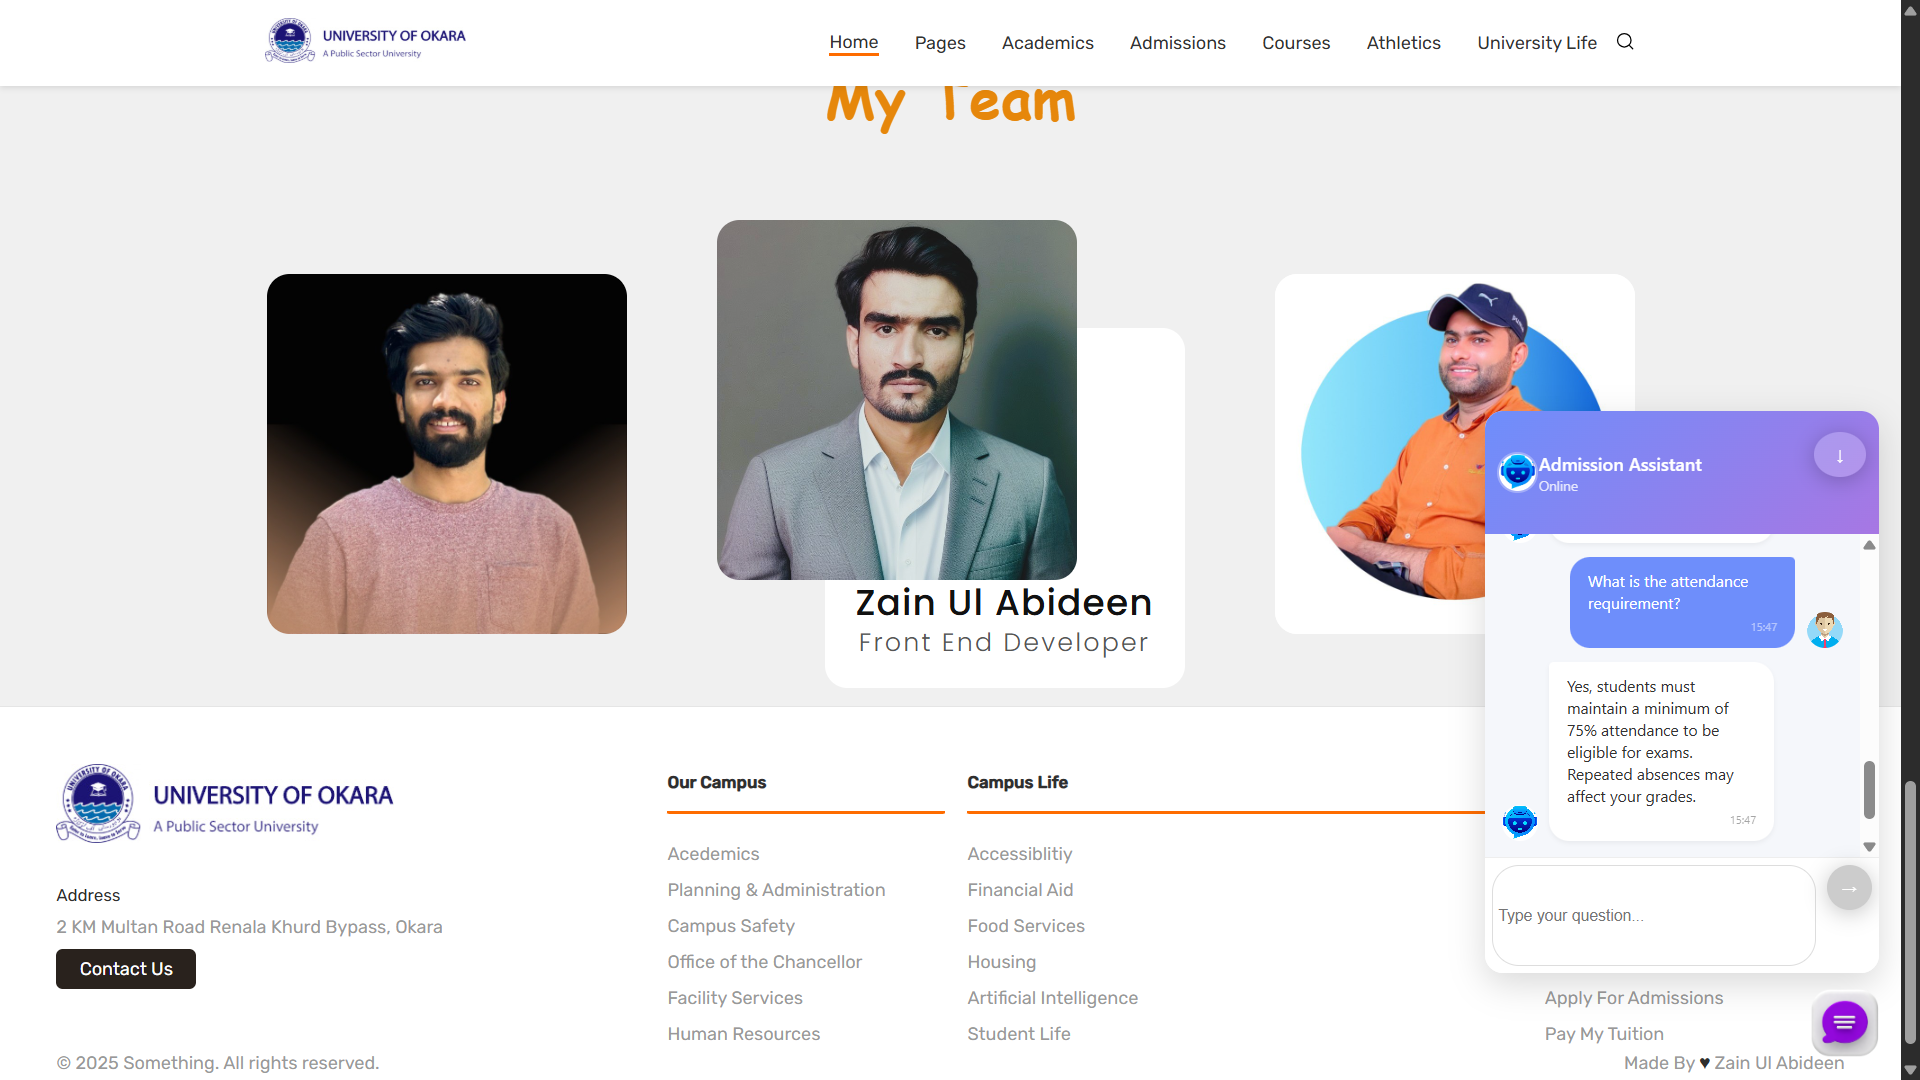 UNIVERSITY OF OKARA
A Public Sector University
Home
Pages
Academics
Admissions
Courses
Athletics
University Life
My Team
Zain Ul Abideen
Front End Developer
Admission Assistant
Online
↓
What is the attendance
requirement?
15:47
Yes, students must
maintain a minimum of
75% attendance to be
eligible for exams.
Repeated absences may
affect your grades.
15:47
Type your question...
→
UNIVERSITY OF OKARA
A Public Sector University
Address
2 KM Multan Road Renala Khurd Bypass, Okara
Contact Us
Our Campus
Acedemics
Planning & Administration
Campus Safety
Office of the Chancellor
Facility Services
Human Resources
Campus Life
Accessiblitiy
Financial Aid
Food Services
Housing
Artificial Intelligence
Student Life
Apply For Admissions
Pay My Tuition
© 2025 Something. All rights reserved.
Made By ♥ Zain Ul Abideen